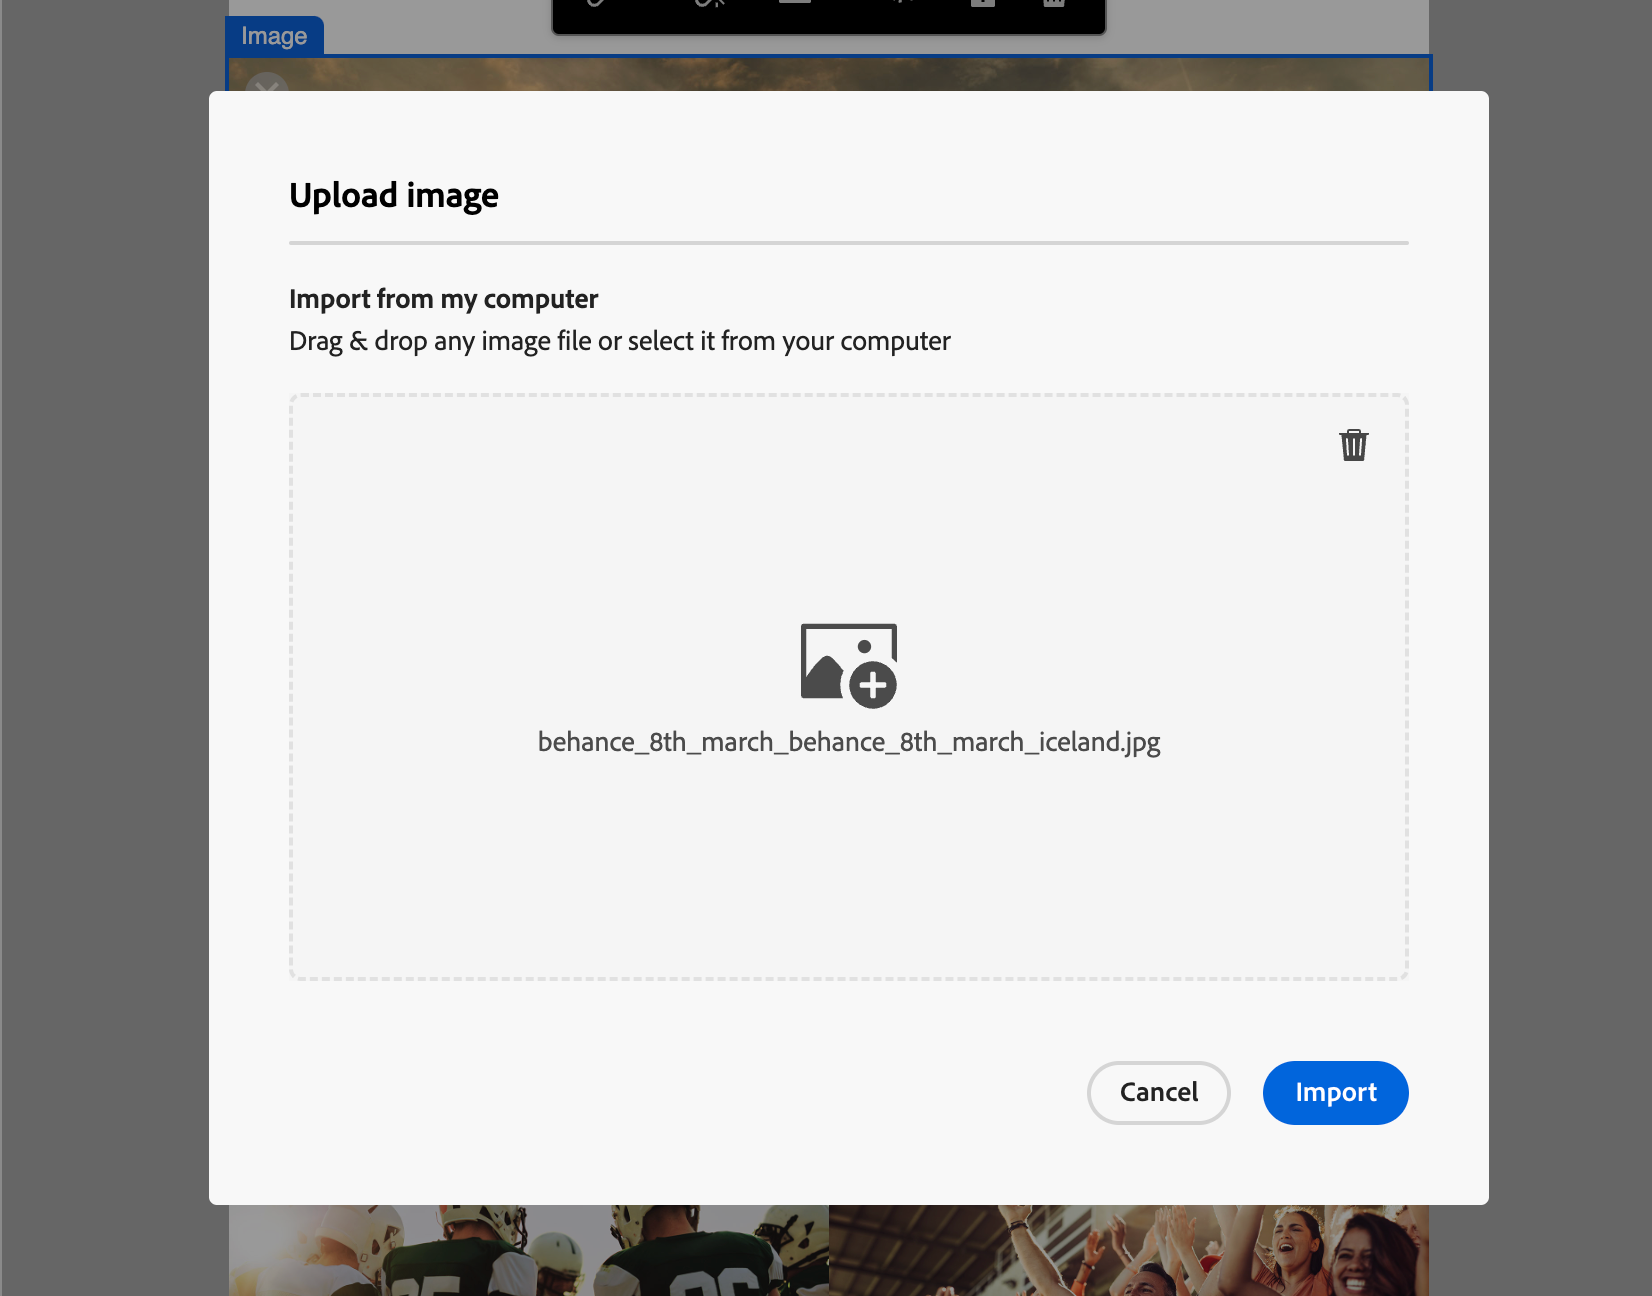 Image
Upload image
Import from my computer
Drag & drop any image file or select it from your computer
behance_8th_march_behance_8th_march_iceland.jpg
Cancel
Import